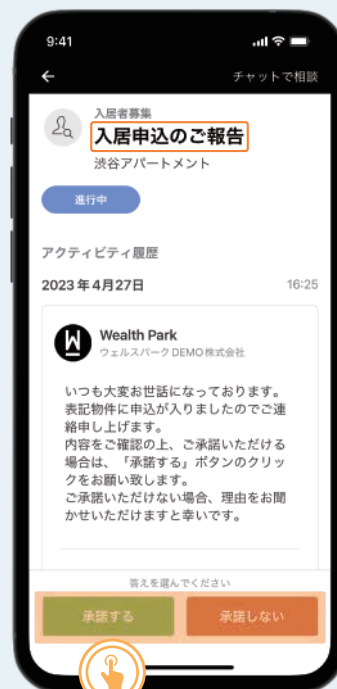 9:41
チャットで相談
入居者募集
入居申込のご報告
渋谷アパートメント
進行中
アクティビティ履歴
2023年4月27日 16:25
Wealth Park
ウェルスパークDEMO株式会社
いつも大変お世話になっております。
表記物件に申込が入りましたのでご連
絡申し上げます。
内容をご確認の上、ご承諾いただける
場合は、「承諾する」ボタンのクリッ
クをお願い致します。
ご承諾いただけない場合、理由をお聞
かせいただけますと幸いです。
答えを選んでください
承諾する 承諾しない